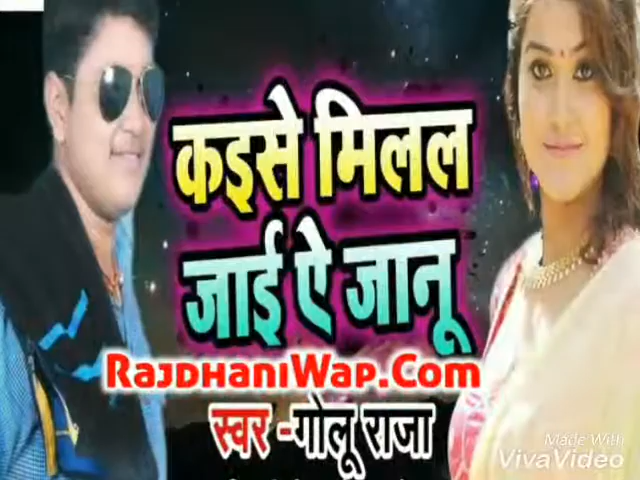 कइसे मिलल
जाई ऐ जानू
RAJDHANIWAP.COM
स्वर -गोलू राजा
Made With
VivaVideo